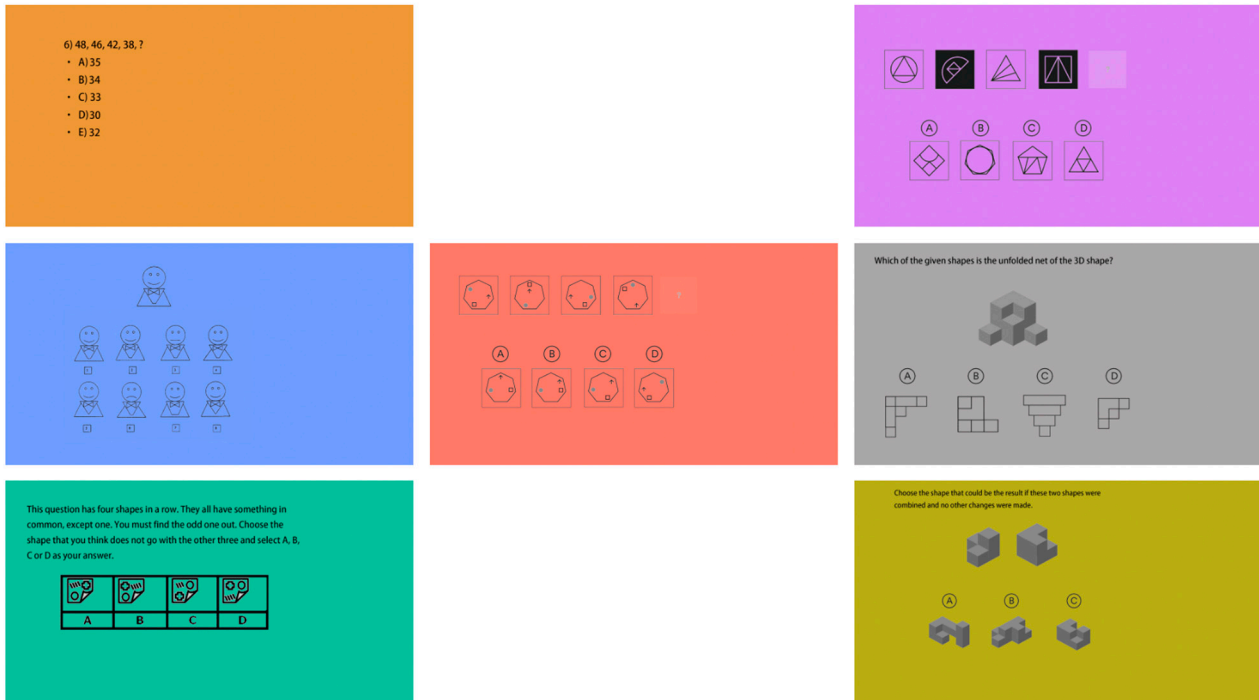 6) 48, 46, 42, 38, ?
• A) 35
• B) 34
• C) 33
• D)30
• E) 32
A B C D
A B C D
Which of the given shapes is the unfolded net of the 3D shape?
A B C D
This question has four shapes in a row. They all have something in
common, except one. You must find the odd one out. Choose the
shape that you think does not go with the other three and select A, B,
C or D as your answer.
A B C D
Choose the shape that could be the result if these two shapes were
combined and no other changes were made.
A B C